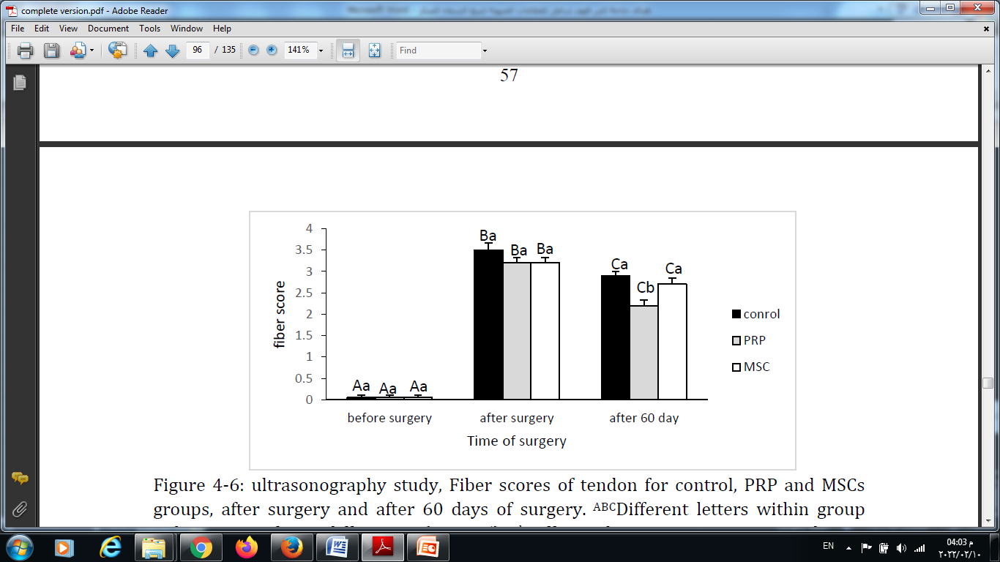 complete version.pdf - Adobe Reader
File Edit View Document Tools Window Help
96 / 135 141% Find
57
4
3.5
3
2.5
2
1.5
1
0.5
0
fiber score
Aa Aa Aa
Ba Ba Ba
Ca Cb Ca
before surgery after surgery after 60 day
Time of surgery
conrol
PRP
MSC
Figure 4-6: ultrasonography study, Fiber scores of tendon for control, PRP and MSCs
groups, after surgery and after 60 days of surgery. ᴬᴮᶜDifferent letters within group
EN
04:03 م
٢٠٢٢/٠٢/١٠